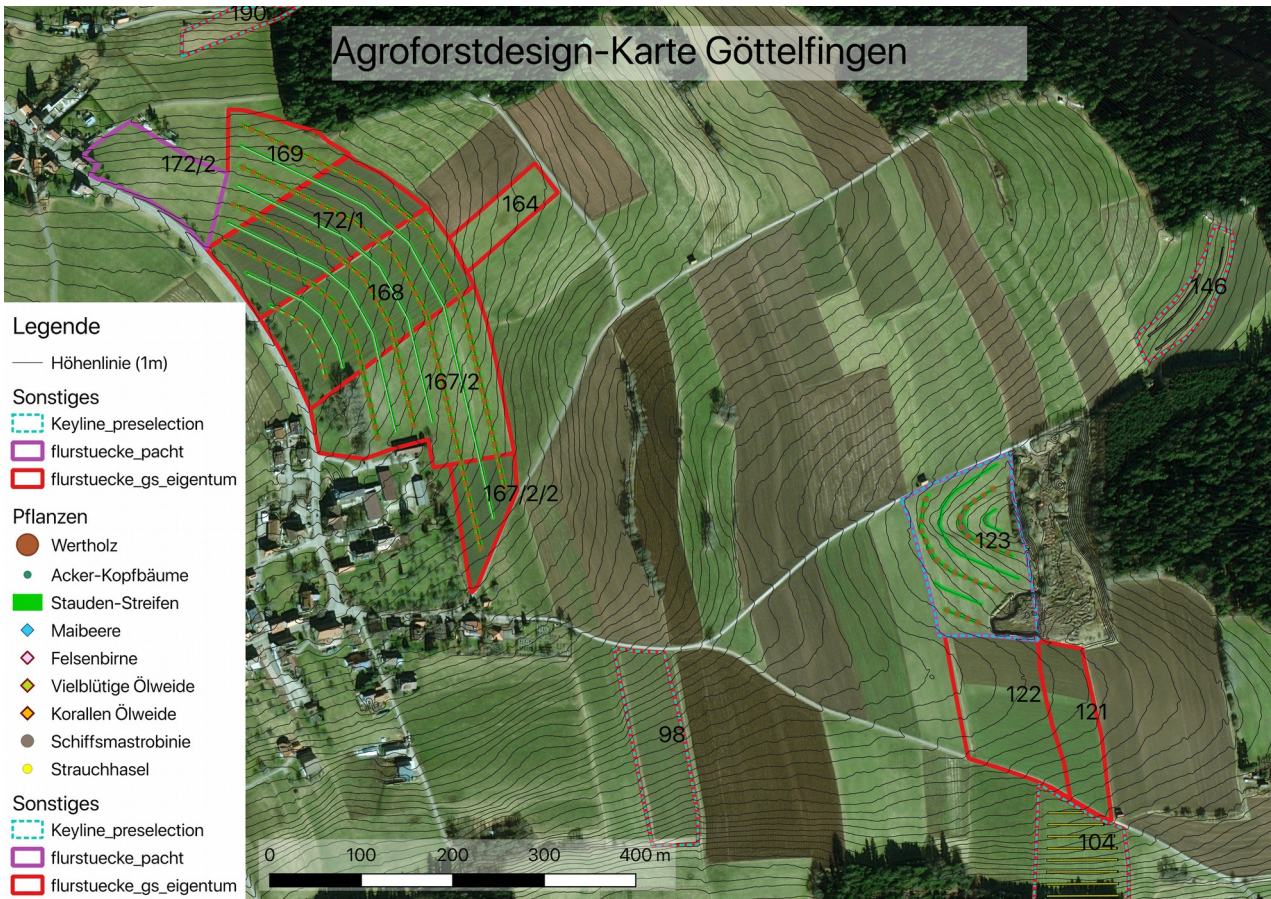 190
Agroforstdesign-Karte Göttelfingen
172/2
169
164
172/1
168
146
167/2
167/2/2
123
122
121
98
104
Legende
Höhenlinie (1m)
Sonstiges
Keyline_preselection
flurstuecke_pacht
flurstuecke_gs_eigentum
Pflanzen
Wertholz
Acker-Kopfbäume
Stauden-Streifen
Maibeere
Felsenbirne
Vielblütige Ölweide
Korallen Ölweide
Schiffsmastrobinie
Strauchhasel
Sonstiges
Keyline_preselection
flurstuecke_pacht
flurstuecke_gs_eigentum
0 100 200 300 400 m